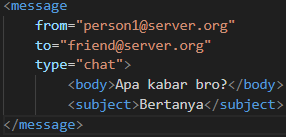 <message
from="person1@server.org"
to="friend@server.org"
type="chat">
<body>Apa kabar bro?</body>
<subject>Bertanya</subject>
</message>